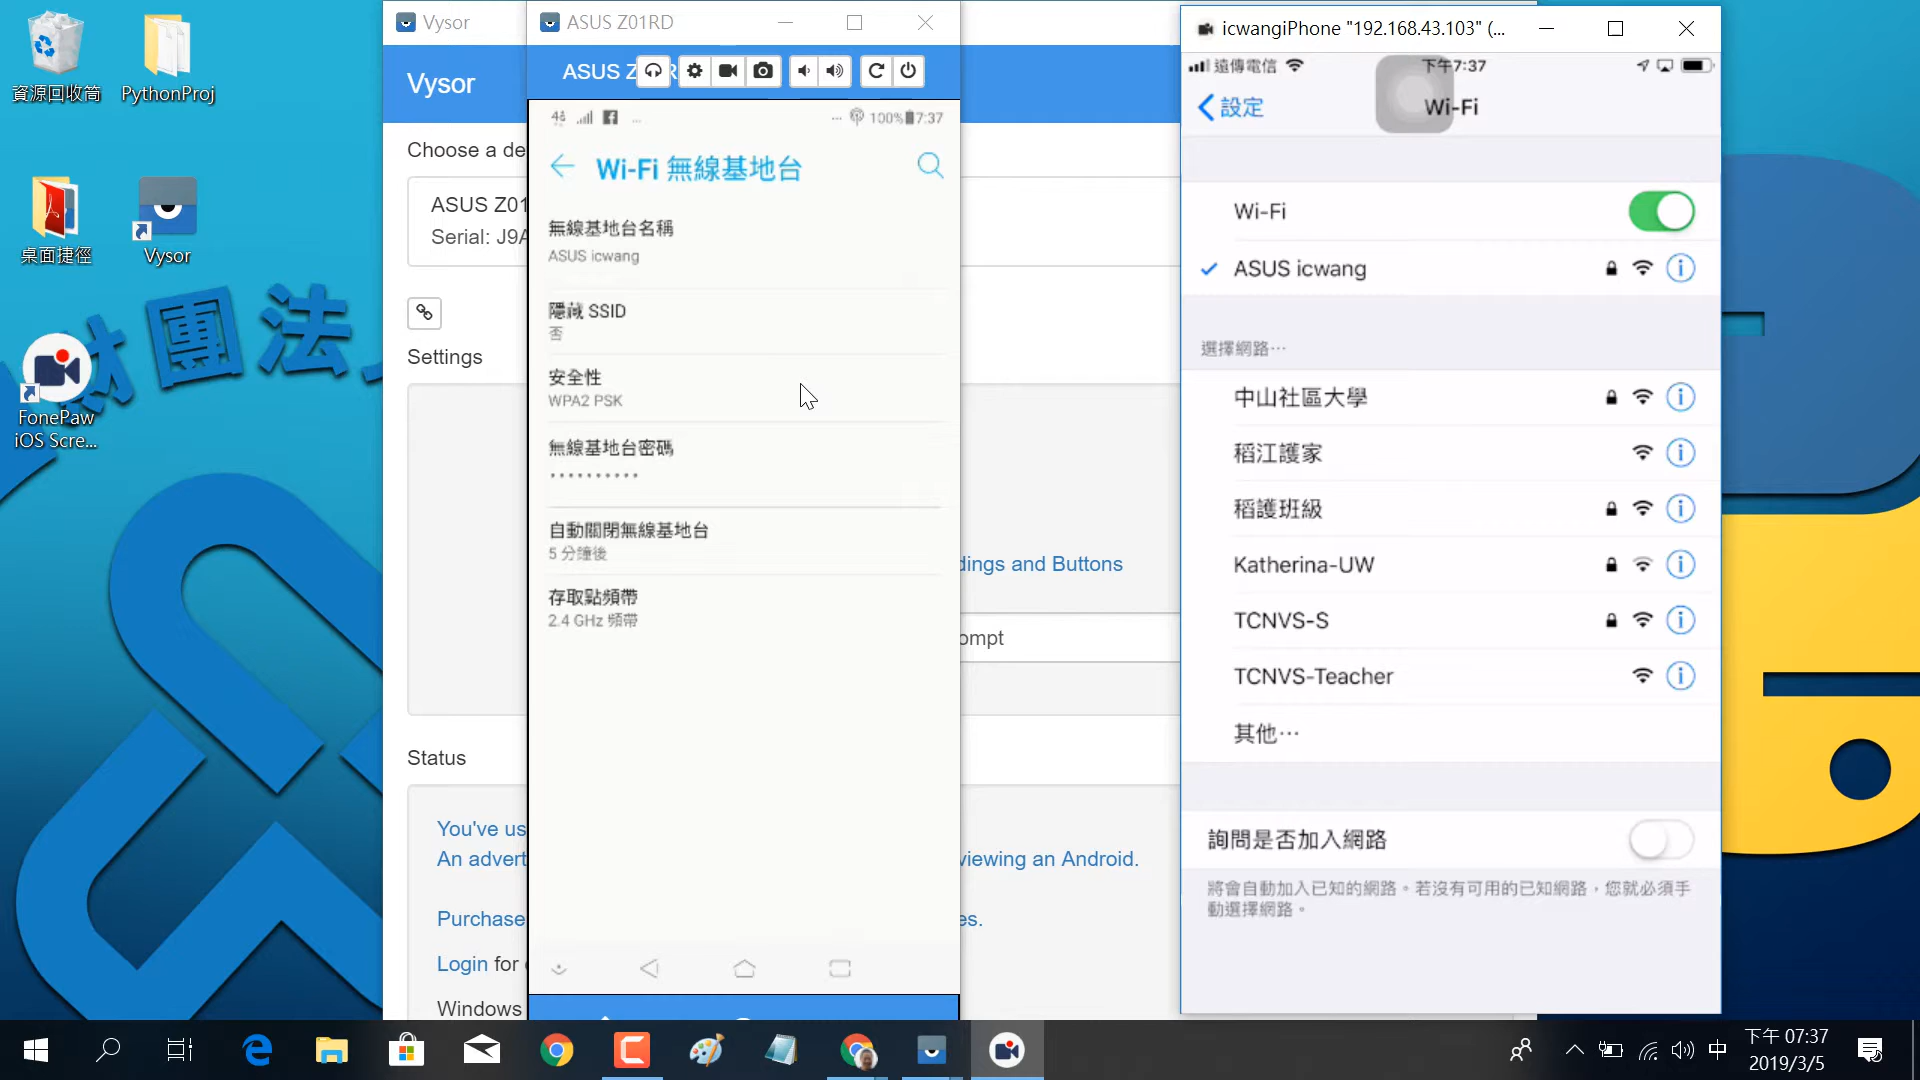 資源回收筒
PythonProj
桌面捷徑
Vysor
FonePaw
iOS Scre...
財團法
Vysor
Vysor
Choose a de
ASUS Z01
Serial: J9A
Settings
dings and Buttons
ompt
Status
You've us
An advert
viewing an Android.
Purchase
es.
Login for
Windows
ASUS Z01RD
ASUS Z
100% 7:37
Wi-Fi 無線基地台
無線基地台名稱
ASUS icwang
隱藏 SSID
否
安全性
WPA2 PSK
無線基地台密碼
••••••••••
自動關閉無線基地台
5 分鐘後
存取點頻帶
2.4 GHz 頻帶
icwangiPhone "192.168.43.103" (...
遠傳電信
下午7:37
設定
Wi-Fi
Wi-Fi
ASUS icwang
選擇網路…
中山社區大學
稻江護家
稻護班級
Katherina-UW
TCNVS-S
TCNVS-Teacher
其他…
詢問是否加入網路
將會自動加入已知的網路。若沒有可用的已知網路，您就必須手
動選擇網路。
中
下午 07:37
2019/3/5